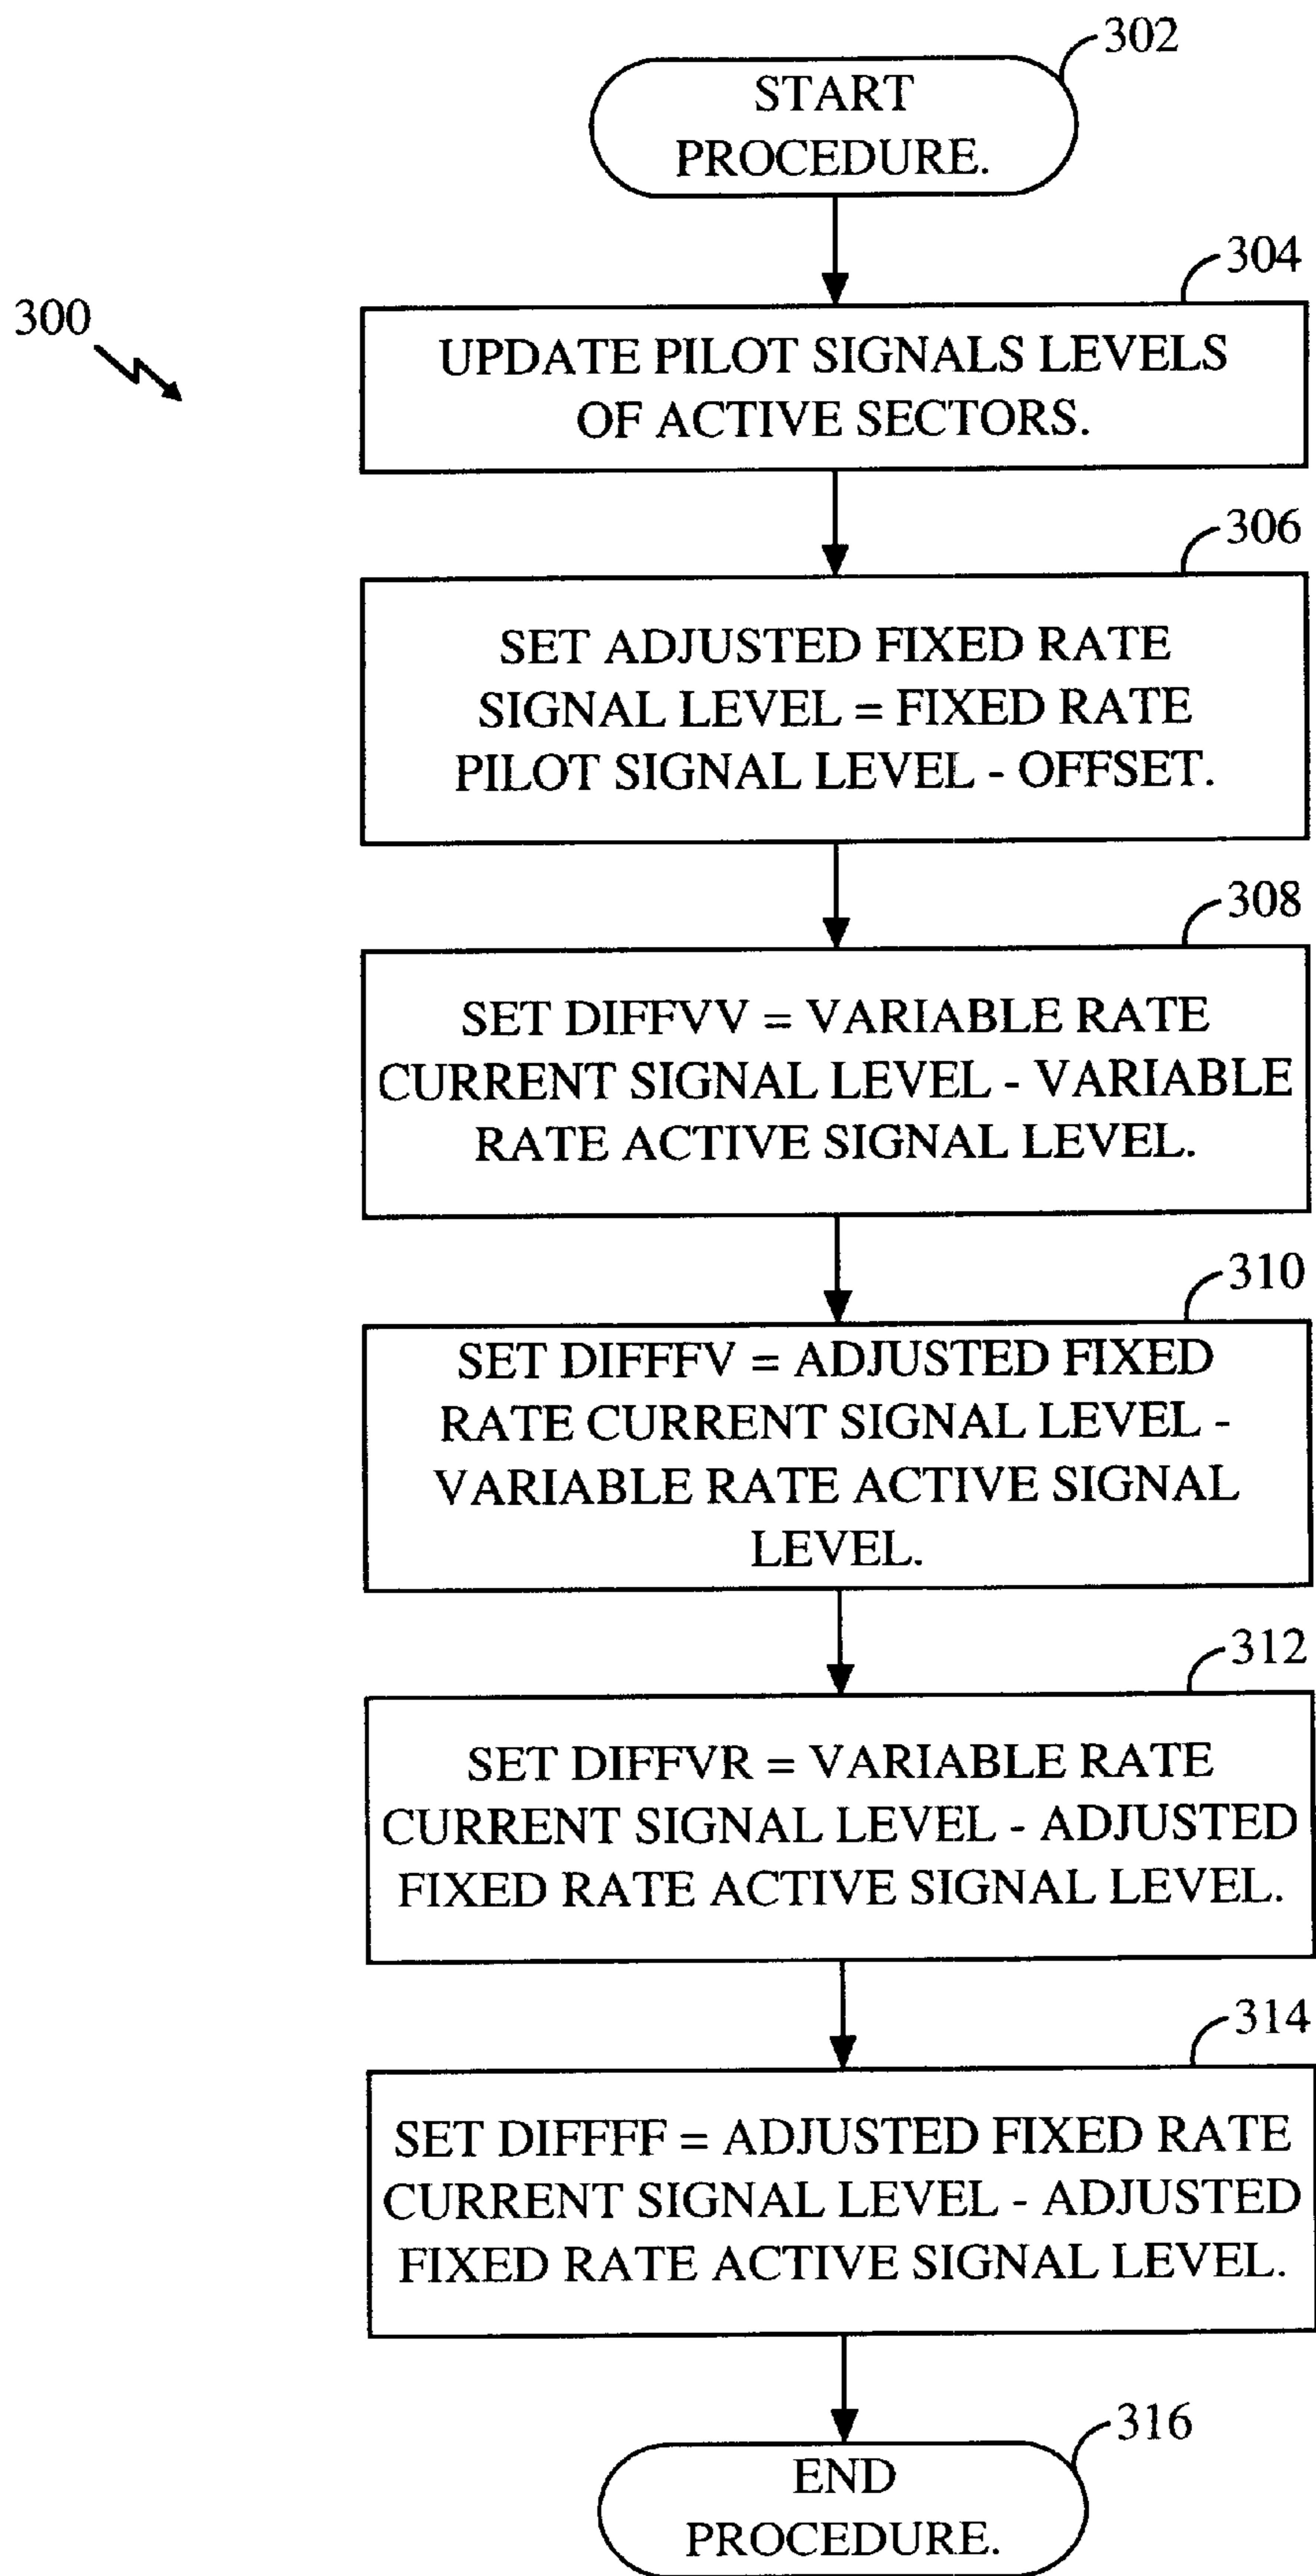 302
START
PROCEDURE.
304
300
UPDATE PILOT SIGNALS LEVELS
OF ACTIVE SECTORS.
306
SET ADJUSTED FIXED RATE
SIGNAL LEVEL = FIXED RATE
PILOT SIGNAL LEVEL - OFFSET.
308
SET DIFFVV = VARIABLE RATE
CURRENT SIGNAL LEVEL - VARIABLE
RATE ACTIVE SIGNAL LEVEL.
310
SET DIFFFV = ADJUSTED FIXED
RATE CURRENT SIGNAL LEVEL -
VARIABLE RATE ACTIVE SIGNAL
LEVEL.
312
SET DIFFVR = VARIABLE RATE
CURRENT SIGNAL LEVEL - ADJUSTED
FIXED RATE ACTIVE SIGNAL LEVEL.
314
SET DIFFFF = ADJUSTED FIXED RATE
CURRENT SIGNAL LEVEL - ADJUSTED
FIXED RATE ACTIVE SIGNAL LEVEL.
316
END
PROCEDURE.